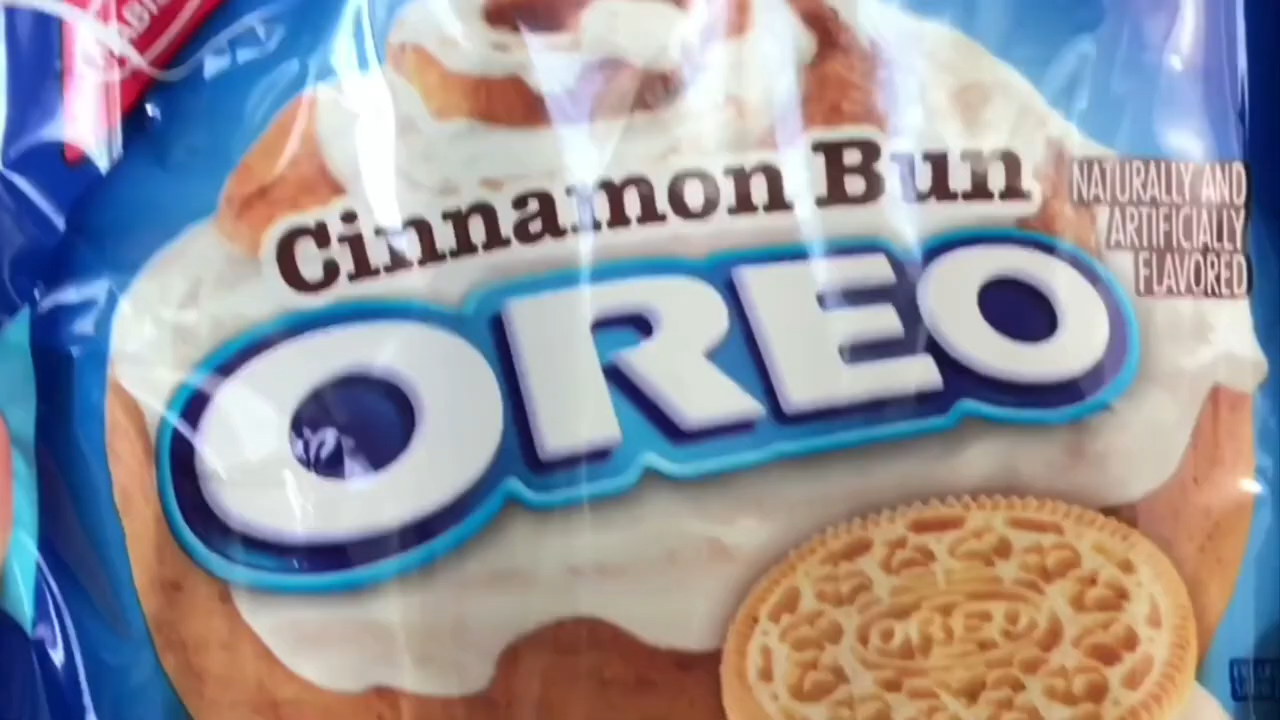 Cinnamon Bun
OREO
NATURALLY AND
ARTIFICIALLY
FLAVORED
OREO